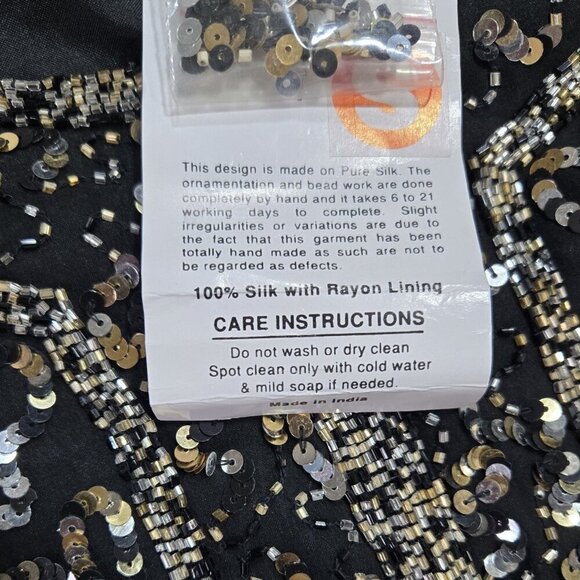 This design is made on Pure Silk. The
ornamentation and bead work are done
completely by hand and it takes 6 to 21
working days to complete. Slight
irregularities or variations are due to
the fact that this garment has been
totally hand made as such are not to
be regarded as defects.
100% Silk with Rayon Lining
CARE INSTRUCTIONS
Do not wash or dry clean
Spot clean only with cold water
& mild soap if needed.
Made in India